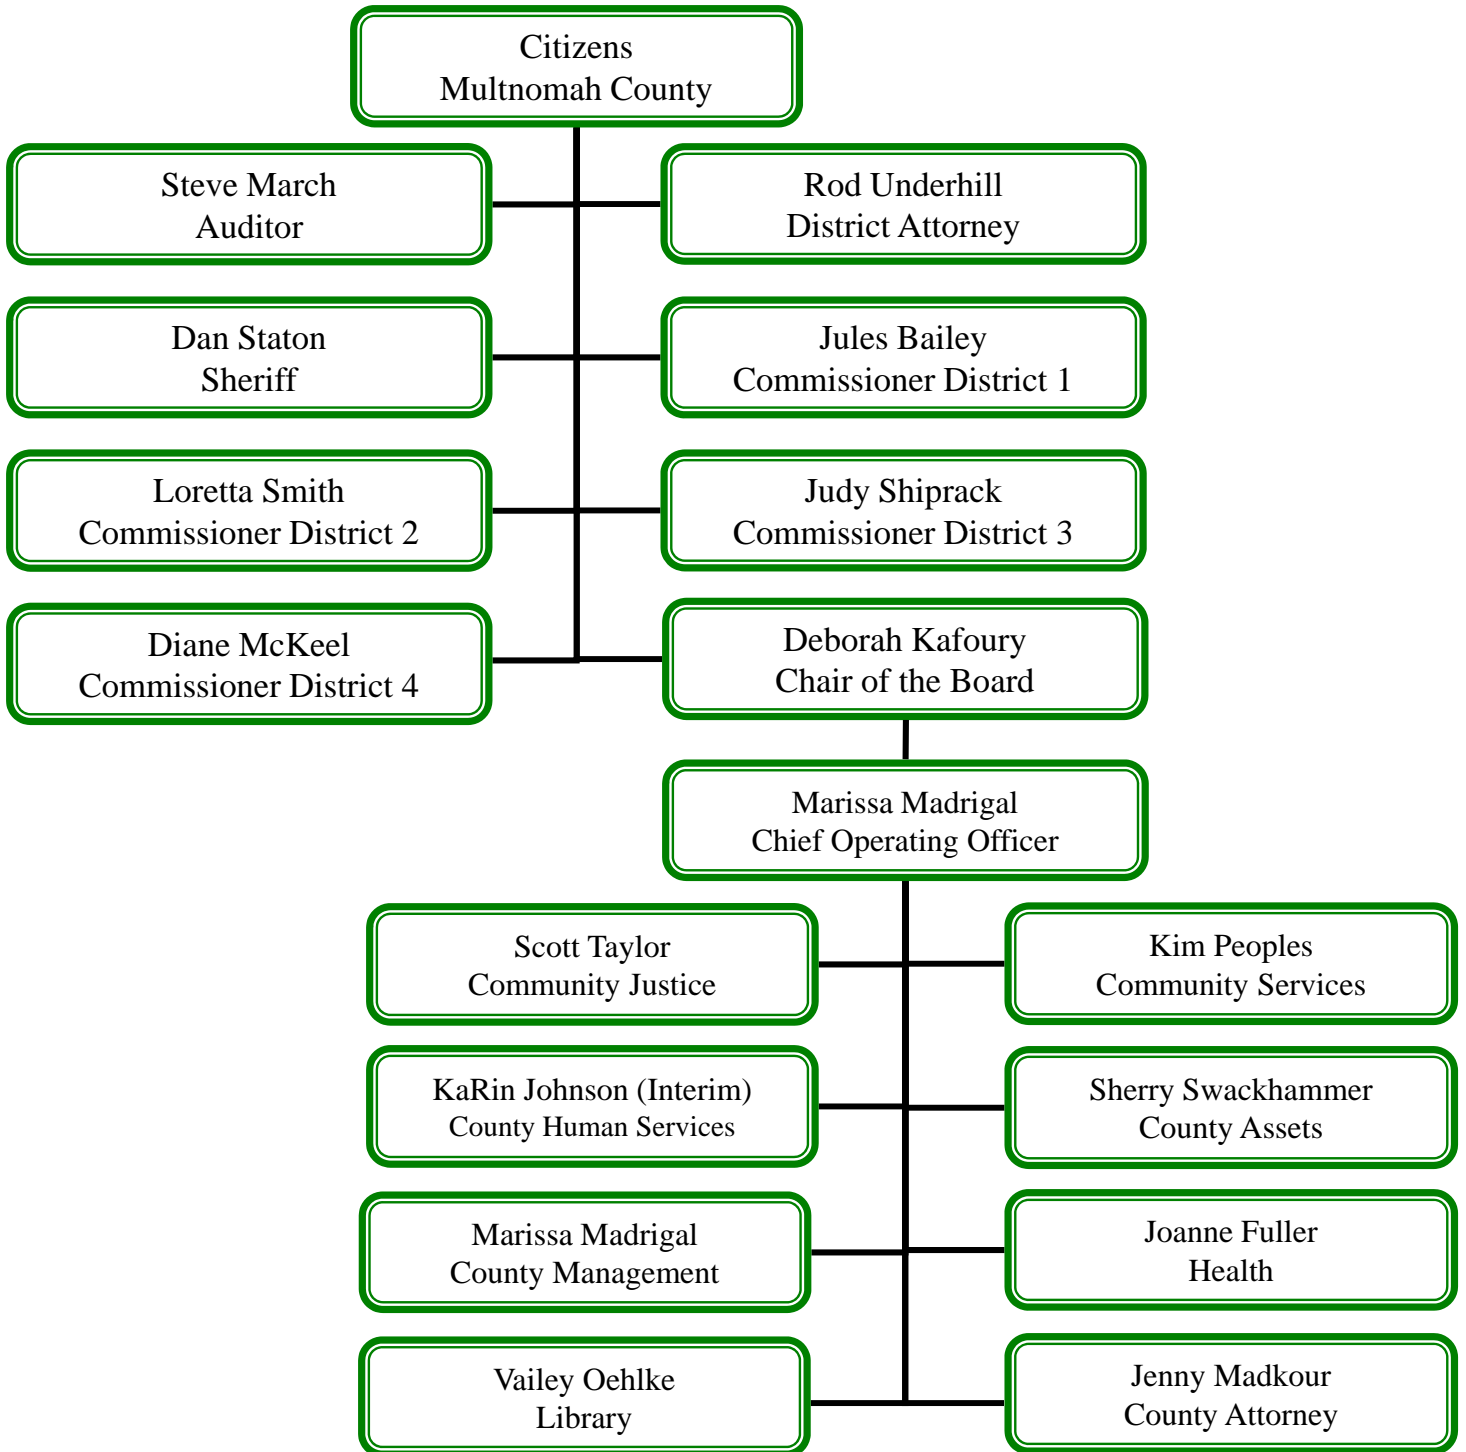 Citizens
Multnomah County
Steve March
Auditor
Rod Underhill
District Attorney
Dan Staton
Sheriff
Jules Bailey
Commissioner District 1
Loretta Smith
Commissioner District 2
Judy Shiprack
Commissioner District 3
Diane McKeel
Commissioner District 4
Deborah Kafoury
Chair of the Board
Marissa Madrigal
Chief Operating Officer
Scott Taylor
Community Justice
Kim Peoples
Community Services
KaRin Johnson (Interim)
County Human Services
Sherry Swackhammer
County Assets
Marissa Madrigal
County Management
Joanne Fuller
Health
Vailey Oehlke
Library
Jenny Madkour
County Attorney